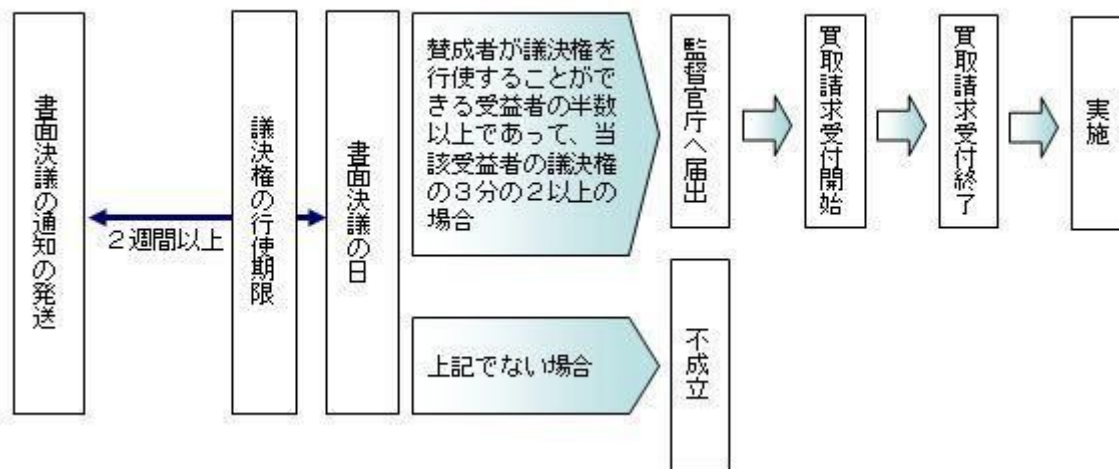 書面決議の通知の発送
２週間以上
議決権の行使期限
書面決議の日
賛成者が議決権を
行使することがで
きる受益者の半数
以上であって、当
該受益者の議決権
の３分の２以上の
場合
監督官庁へ届出
買取請求受付開始
買取請求受付終了
実施
上記でない場合
不成立